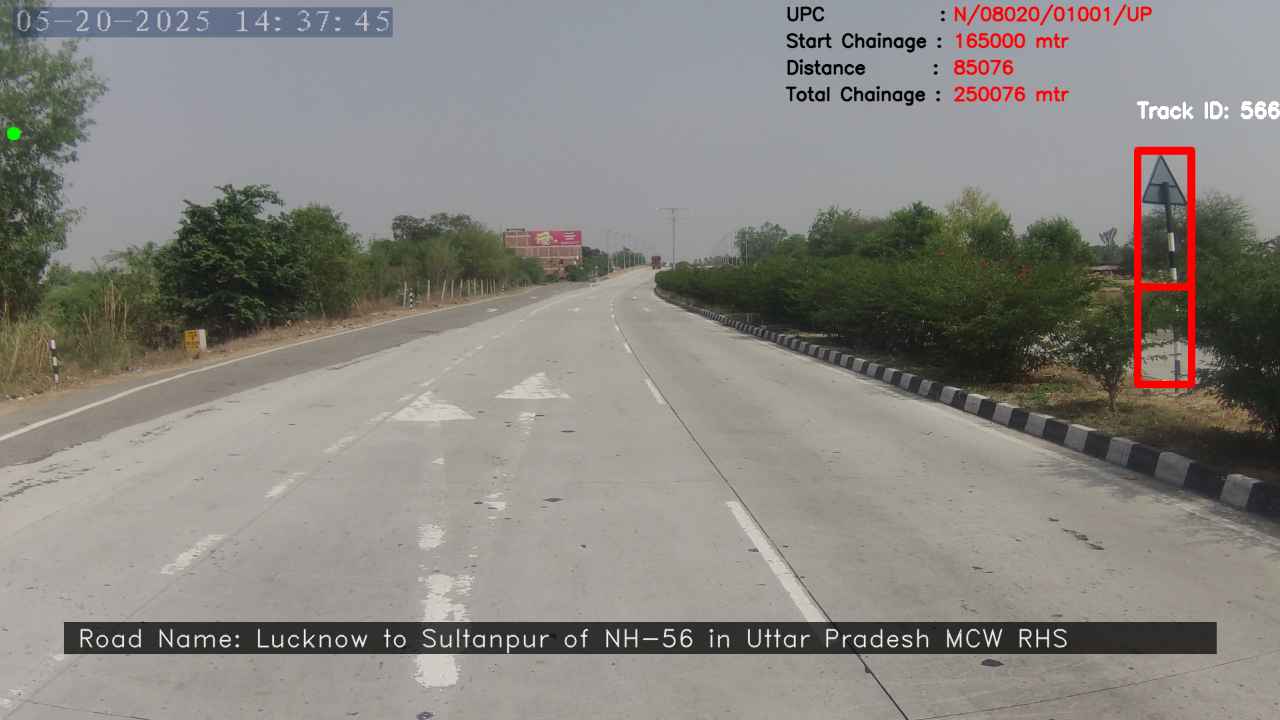 05-20-2025 14:37:45
UPC : N/08020/01001/UP
Start Chainage : 165000 mtr
Distance : 85076
Total Chainage : 250076 mtr
Track ID: 566
Road Name: Lucknow to Sultanpur of NH-56 in Uttar Pradesh MCW RHS